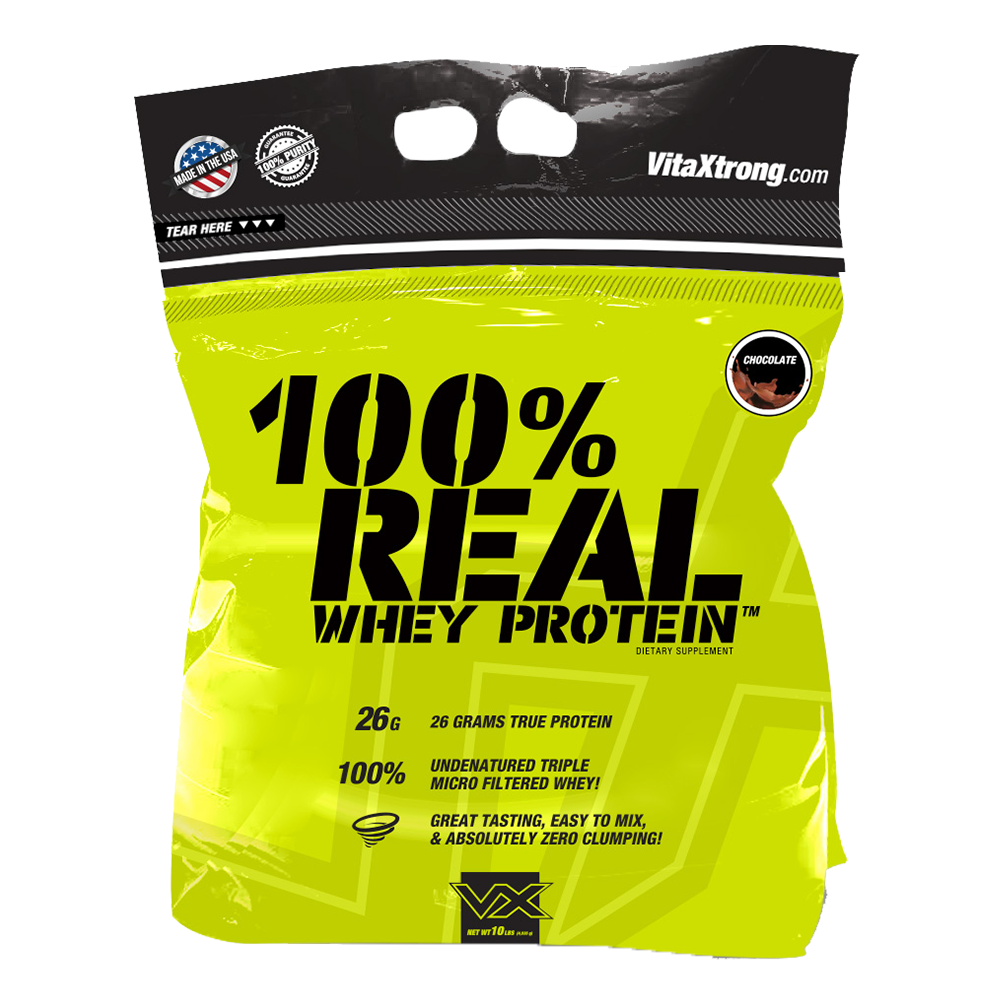 MADE IN THE USA
GUARANTEE
100% PURITY
GUARANTEE
VitaXtrong.com
TEAR HERE
CHOCOLATE
100%
REAL
WHEY PROTEIN™
DIETARY SUPPLEMENT
26G 26 GRAMS TRUE PROTEIN
100% UNDENATURED TRIPLE
MICRO FILTERED WHEY!
GREAT TASTING, EASY TO MIX,
& ABSOLUTELY ZERO CLUMPING!
VX
NET WT 10 LBS